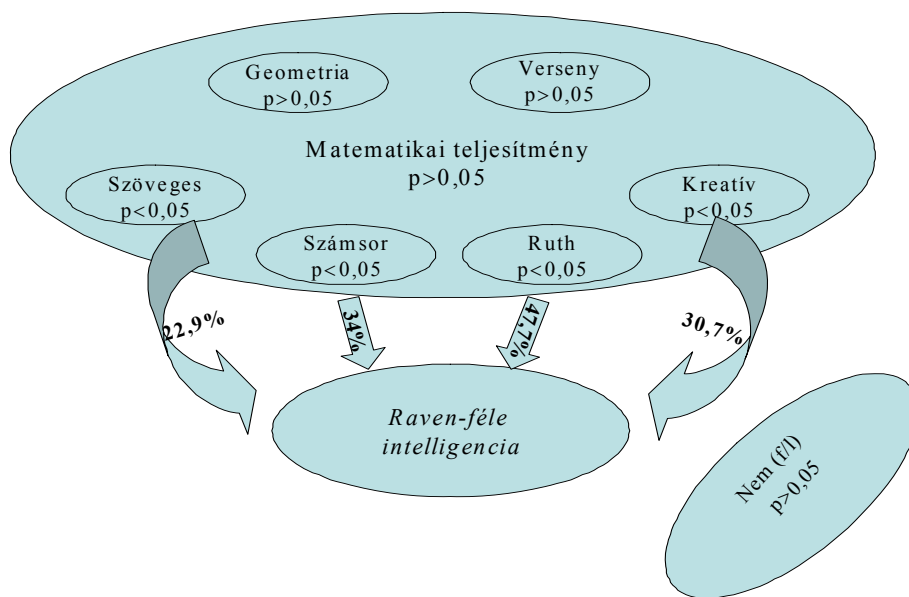 Geometria
p>0,05
Verseny
p>0,05
Matematikai teljesítmény
p>0,05
Szöveges
p<0,05
Kreatív
p<0,05
Számsor
p<0,05
Ruth
p<0,05
22,9%
34%
47,7%
30,7%
Raven-féle
intelligencia
Nem (f/l)
p>0,05